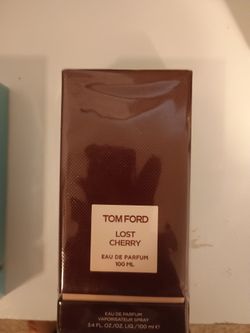 TOM FORD
LOST
CHERRY
EAU DE PARFUM
100 ML
EAU DE PARFUM
VAPORISATEUR SPRAY
3.4 FL.OZ./OZ. LIQ./100 ml ℮